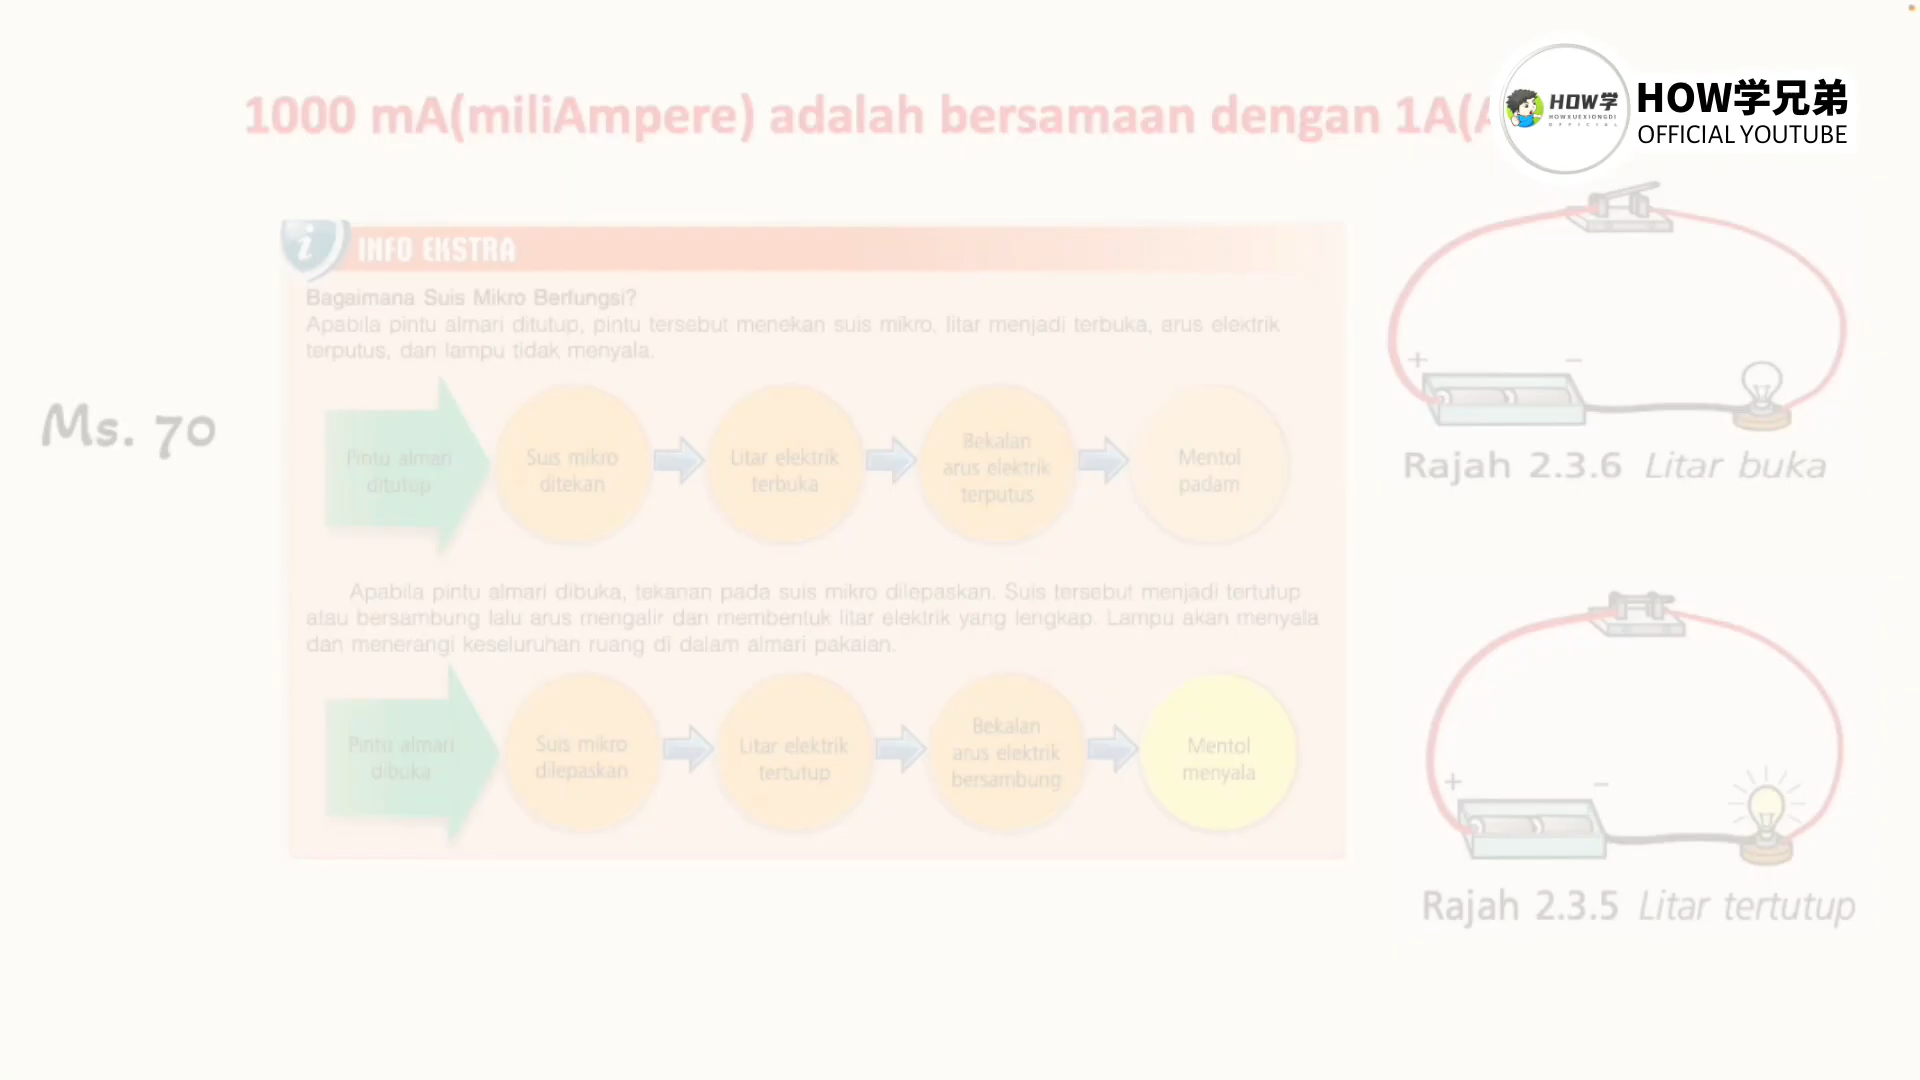 1000 mA(miliAmpere) adalah bersamaan dengan 1A(A
HOW学
HOWXUEXIONGDI
OFFICIAL
HOW学兄弟
OFFICIAL YOUTUBE
i INFO EKSTRA
Bagaimana Suis Mikro Berfungsi?
Apabila pintu almari ditutup, pintu tersebut menekan suis mikro, litar menjadi terbuka, arus elektrik
terputus, dan lampu tidak menyala.
Ms. 70
Pintu almari
ditutup
Suis mikro
ditekan
Litar elektrik
terbuka
Bekalan
arus elektrik
terputus
Mentol
padam
+ −
Rajah 2.3.6 Litar buka
Apabila pintu almari dibuka, tekanan pada suis mikro dilepaskan. Suis tersebut menjadi tertutup
atau bersambung lalu arus mengalir dan membentuk litar elektrik yang lengkap. Lampu akan menyala
dan menerangi keseluruhan ruang di dalam almari pakaian.
Pintu almari
dibuka
Suis mikro
dilepaskan
Litar elektrik
tertutup
Bekalan
arus elektrik
bersambung
Mentol
menyala
+ −
Rajah 2.3.5 Litar tertutup